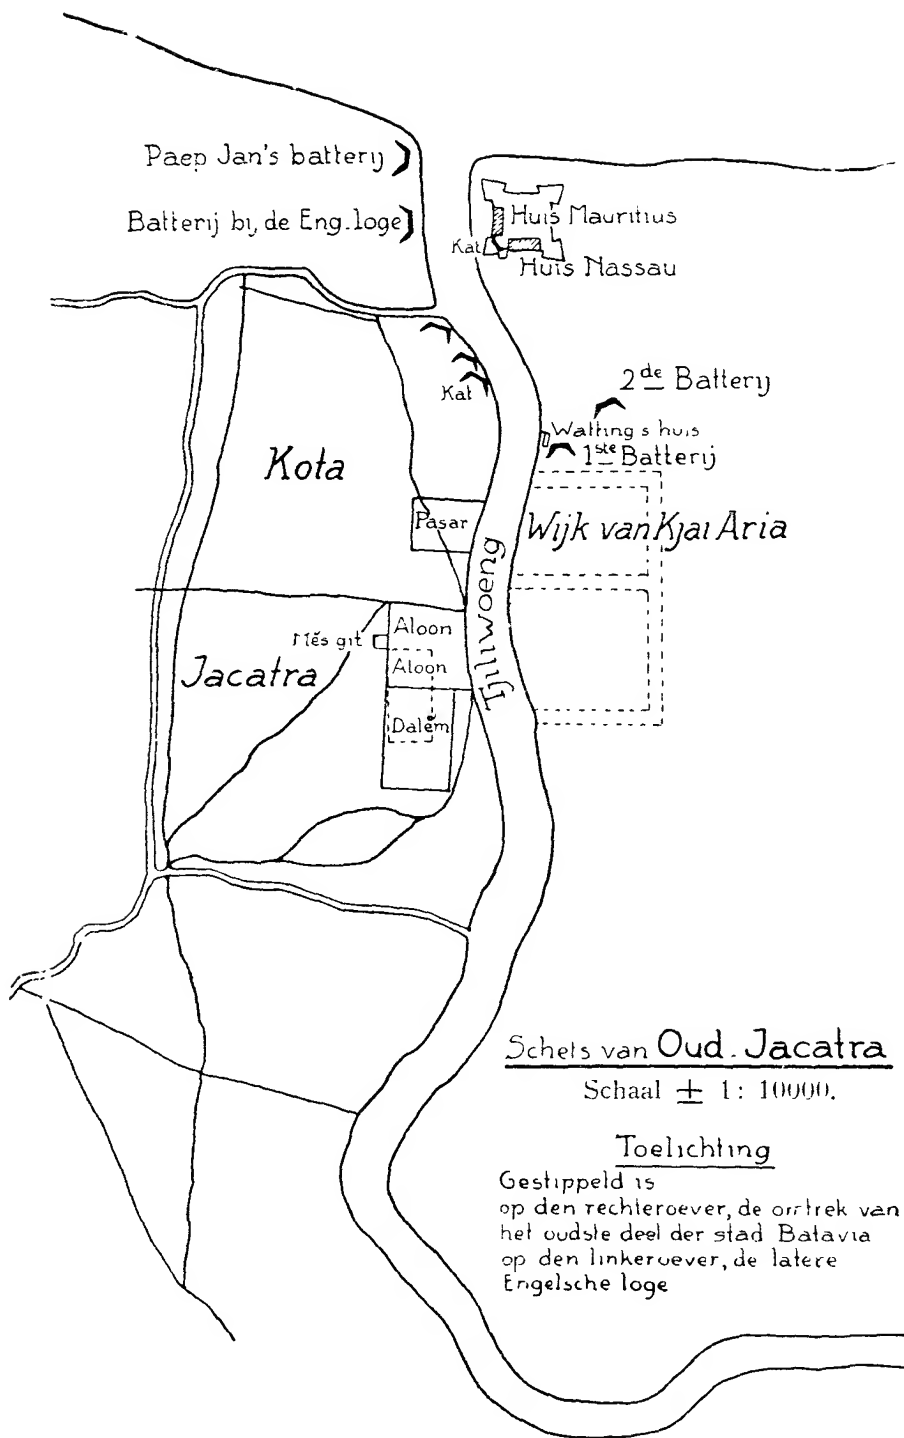 Paep Jan's batterij
Batterij bij de Eng. loge
Huis Mauritius
Kat
Huis Nassau
2de Batterij
Kat
Watting's huis
1ste Batterij
Kota
Pasar
Wijk van Kjai Aria
Tjiliwoeng
Aloon
Mĕsgit
Aloon
Jacatra
Dalĕm
Schets van Oud-Jacatra
Schaal ± 1: 10000.
Toelichting
Gestippeld is
op den rechteroever, de omtrek van
het oudste deel der stad Batavia
op den linkeroever, de latere
Engelsche loge